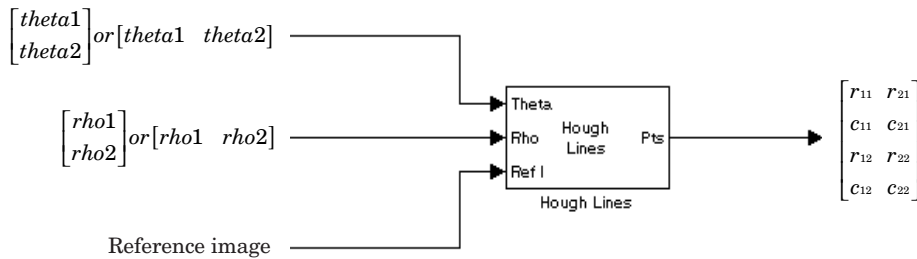 [theta1
theta2] or [theta1 theta2]
[rho1
rho2] or [rho1 rho2]
Reference image
Theta
Rho
Ref I
Hough
Lines
Pts
Hough Lines
[r₁₁ r₂₁
c₁₁ c₂₁
r₁₂ r₂₂
c₁₂ c₂₂]